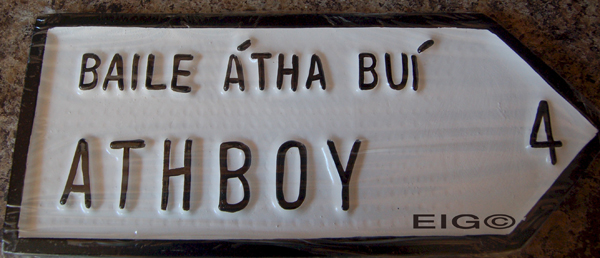 BAILE ÁTHA BUÍ
ATHBOY
4
EIG©